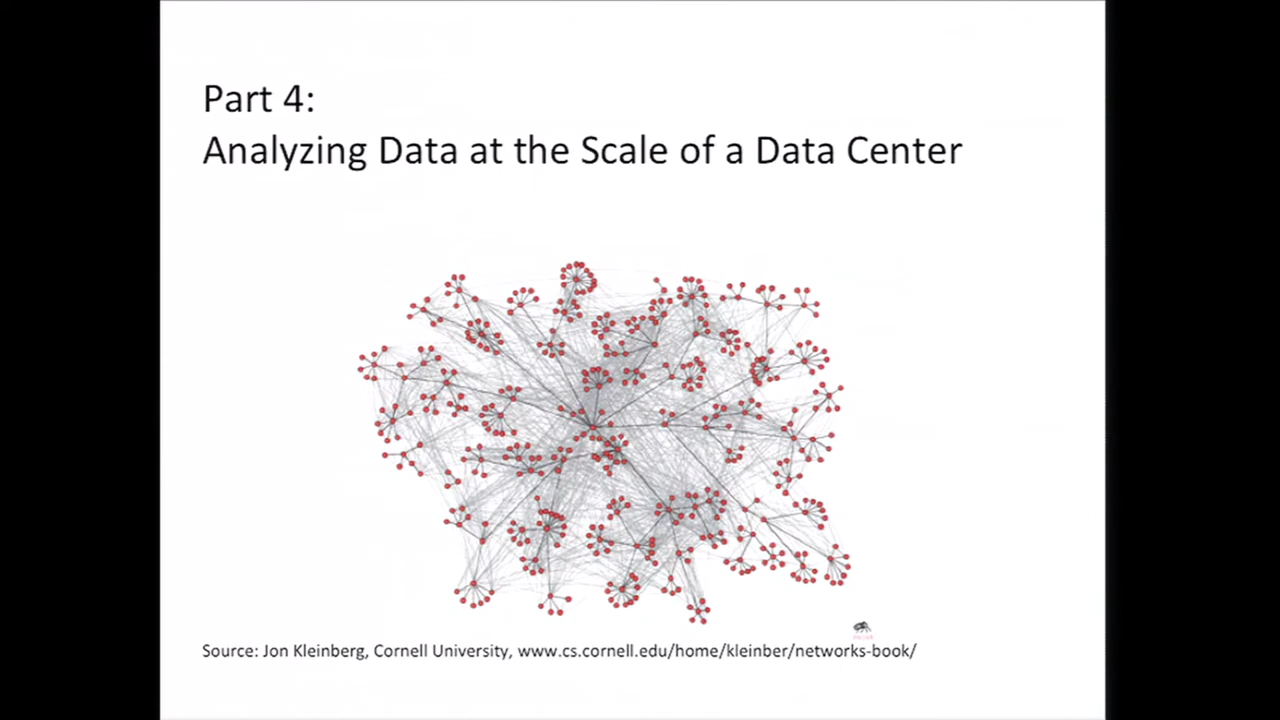 Part 4:
Analyzing Data at the Scale of a Data Center
Source: Jon Kleinberg, Cornell University, www.cs.cornell.edu/home/kleinber/networks-book/